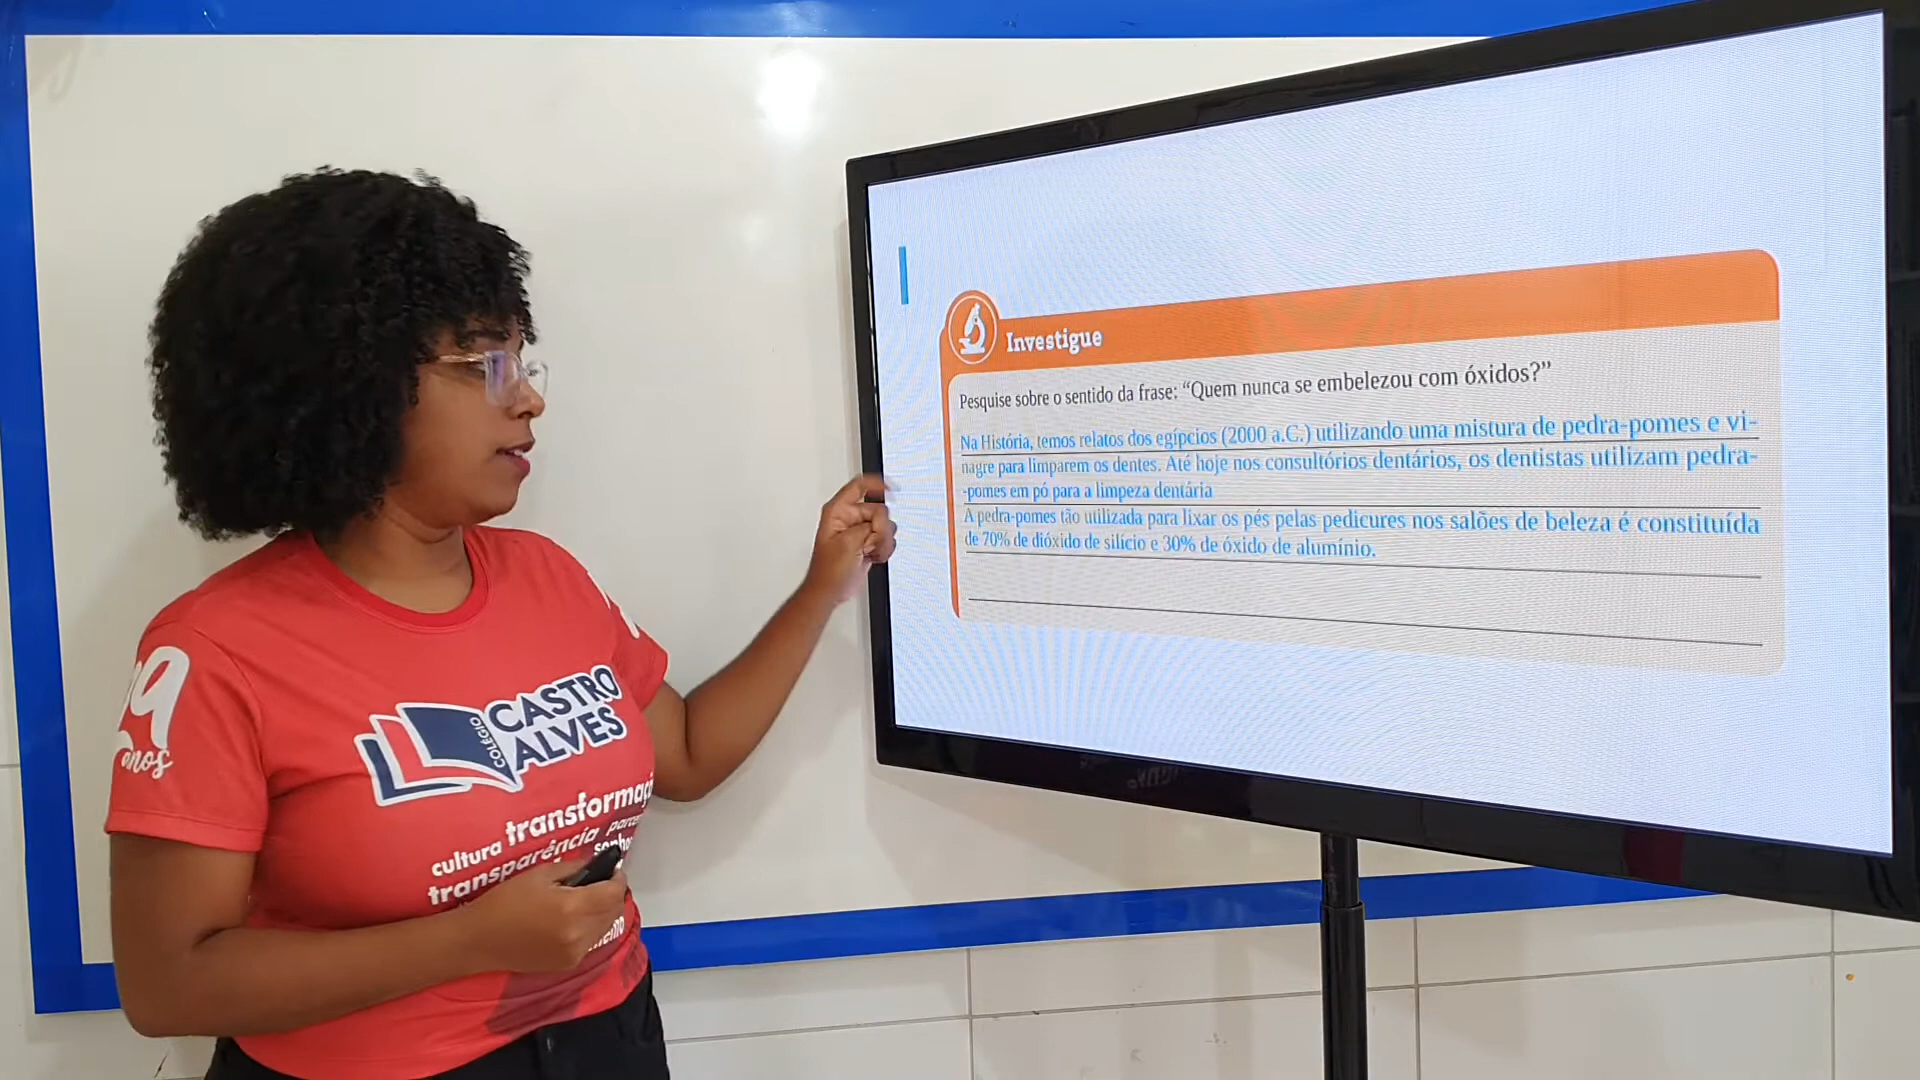 Investigue
Pesquise sobre o sentido da frase: “Quem nunca se embelezou com óxidos?”
Na História, temos relatos dos egípcios (2000 a.C.) utilizando uma mistura de pedra-pomes e vi-
nagre para limparem os dentes. Até hoje nos consultórios dentários, os dentistas utilizam pedra-
-pomes em pó para a limpeza dentária
A pedra-pomes tão utilizada para lixar os pés pelas pedicures nos salões de beleza é constituída
de 70% de dióxido de silício e 30% de óxido de alumínio.
19
anos
COLÉGIO
CASTRO
ALVES
cultura transformaç
transparência